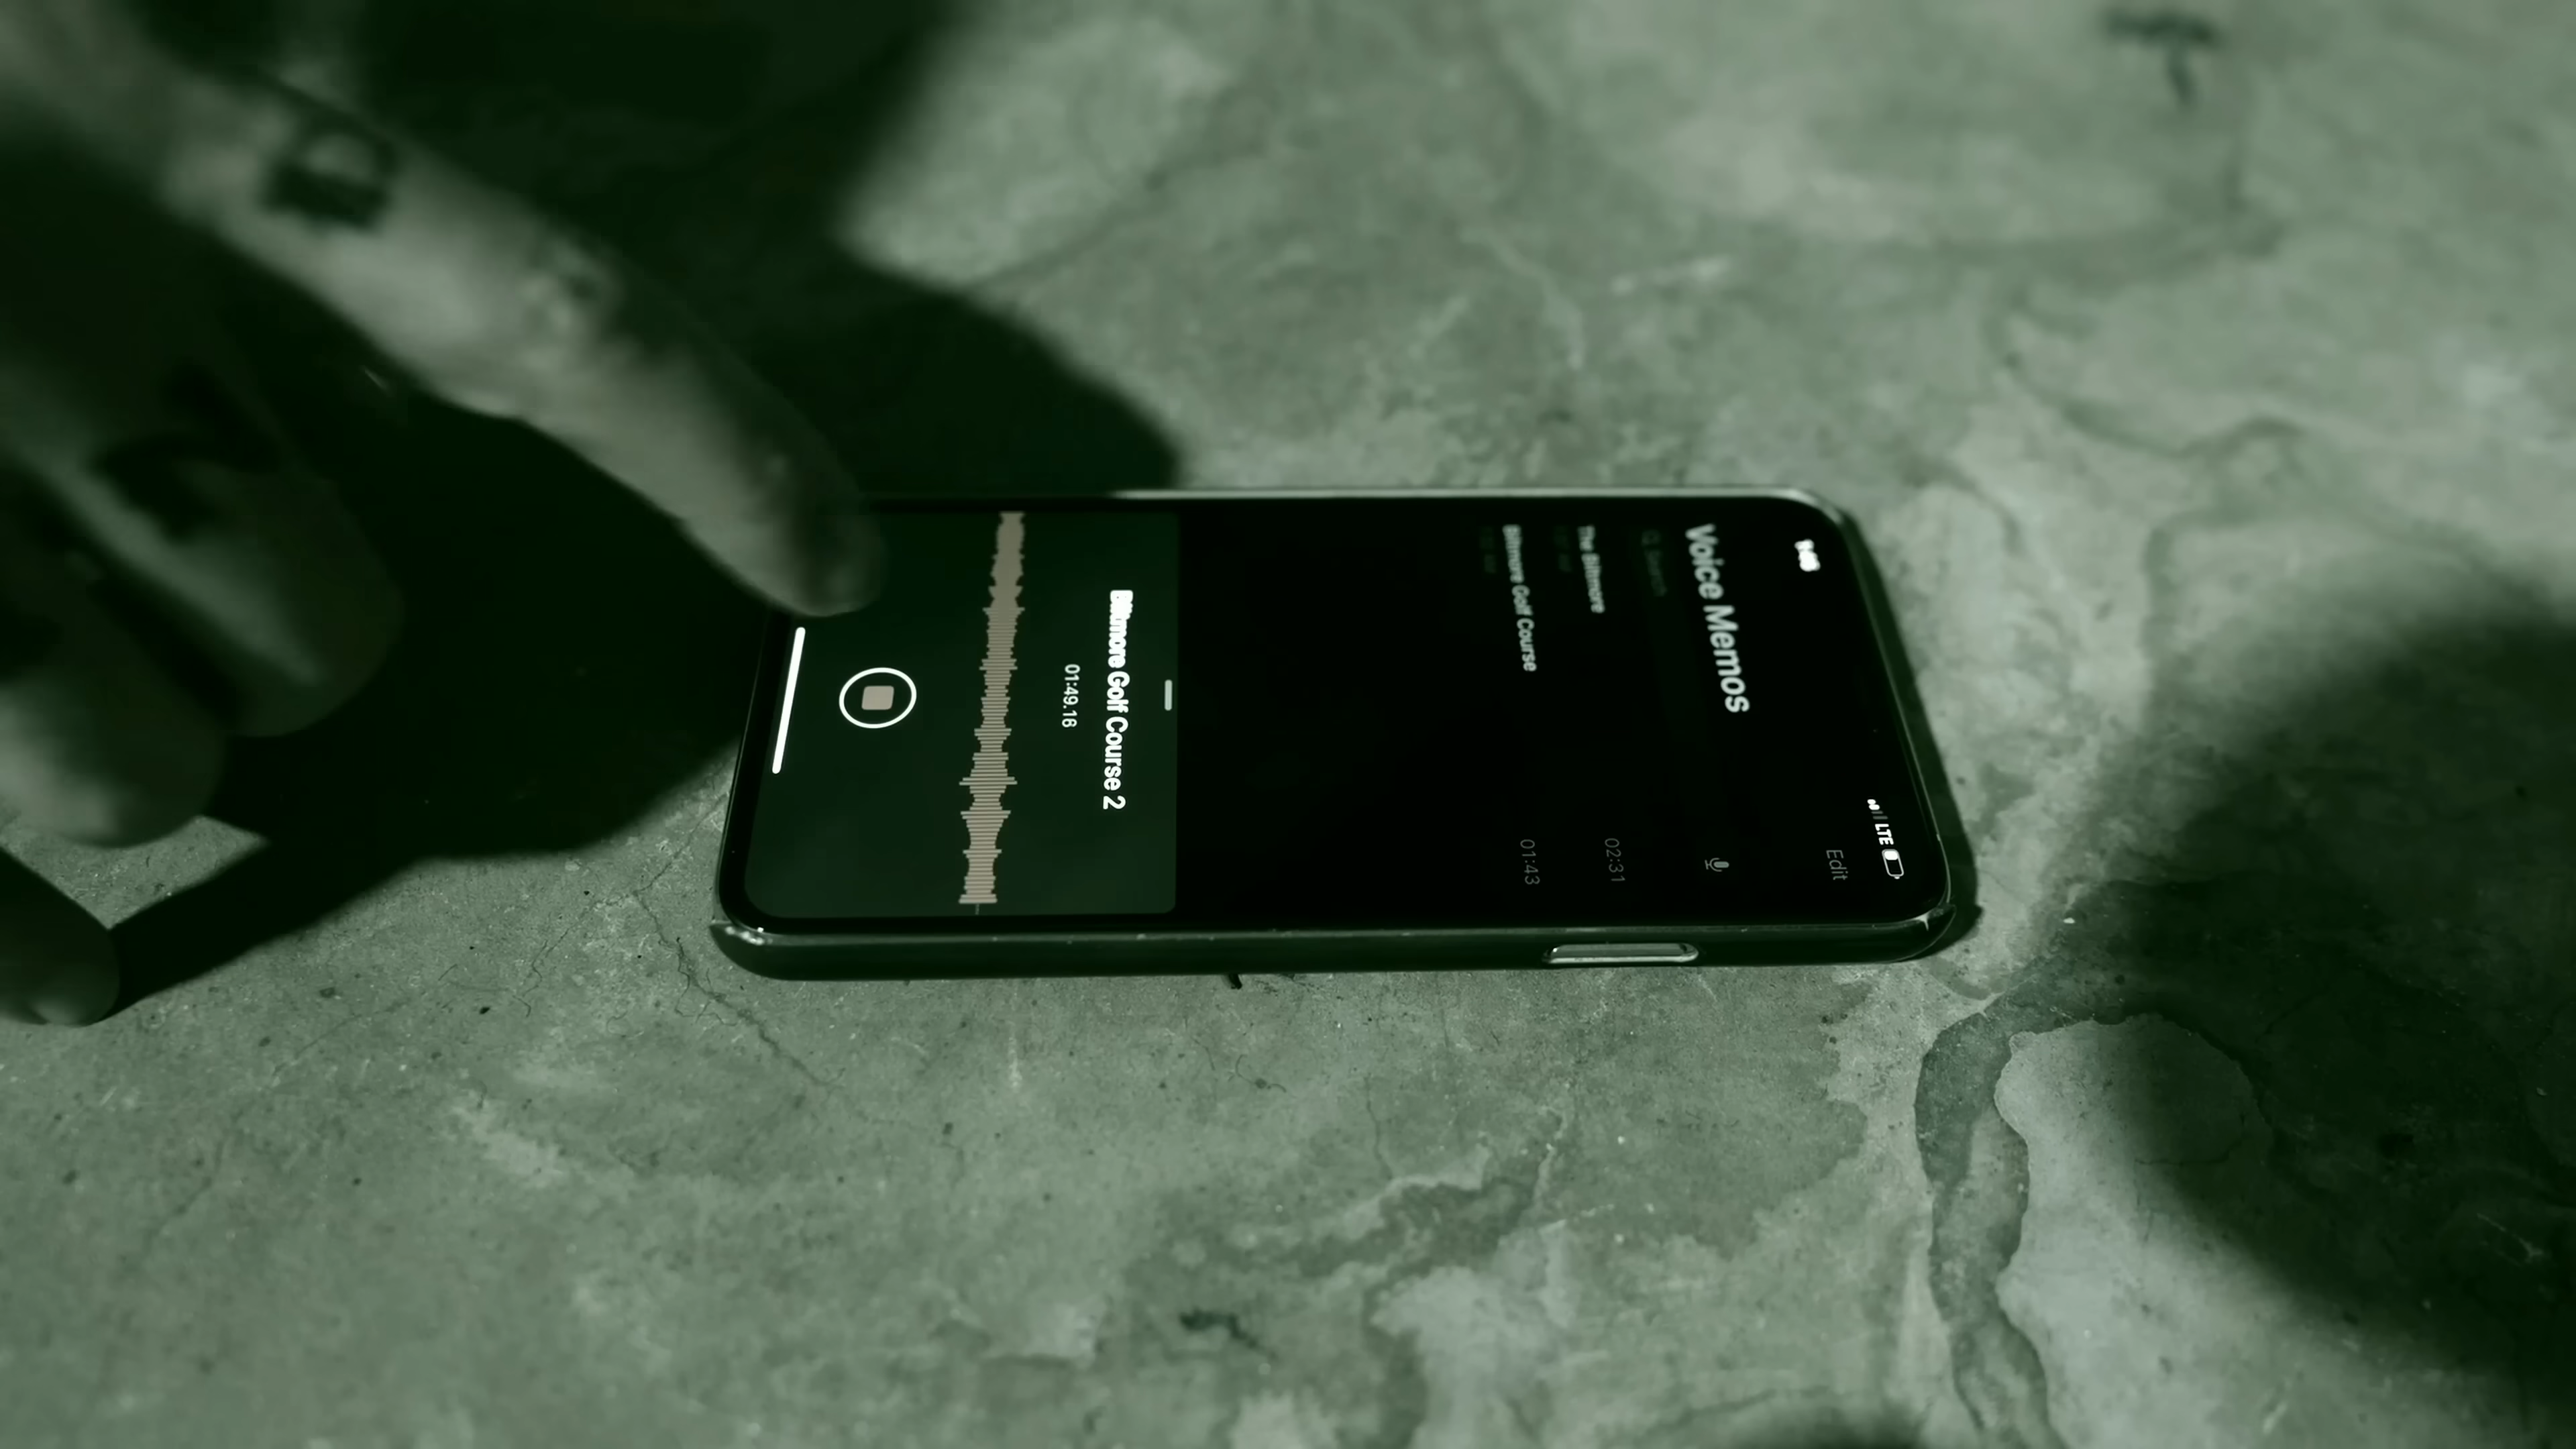 LTE
Edit
Voice Memos
Search
The Biltmore
02:31
Biltmore Golf Course
01:43
Biltmore Golf Course 2
01:49.16